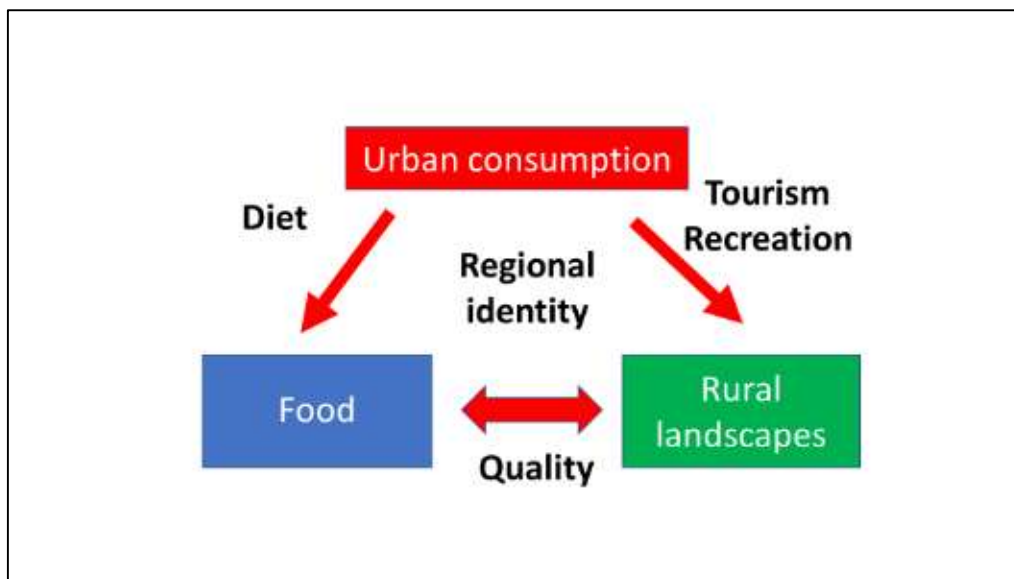 Urban consumption
Diet
Tourism
Recreation
Regional
identity
Food
Rural
landscapes
Quality